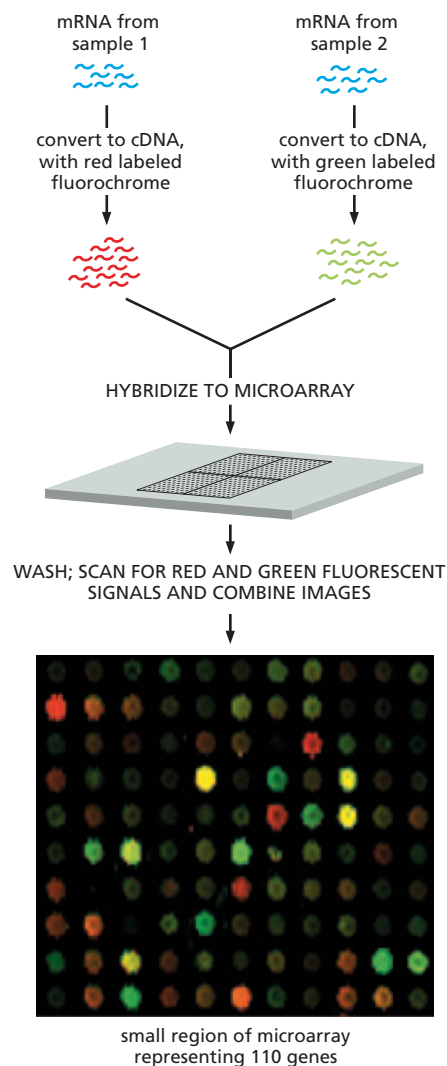 mRNA from
sample 1
mRNA from
sample 2
convert to cDNA,
with red labeled
fluorochrome
convert to cDNA,
with green labeled
fluorochrome
HYBRIDIZE TO MICROARRAY
WASH; SCAN FOR RED AND GREEN FLUORESCENT
SIGNALS AND COMBINE IMAGES
small region of microarray
representing 110 genes